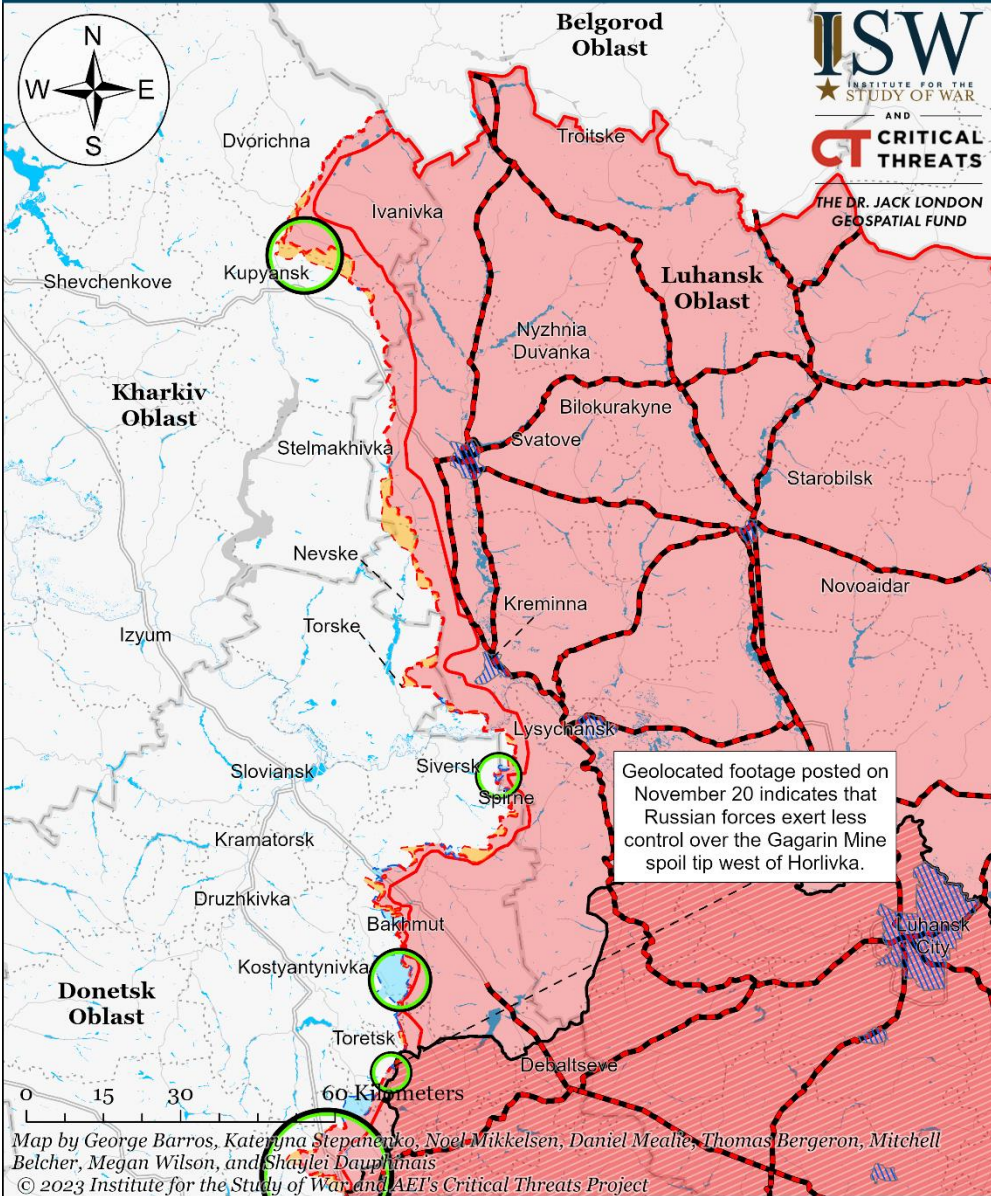 Belgorod
Oblast
N
W
E
S
ISW
INSTITUTE FOR THE
STUDY OF WAR
AND
CT CRITICAL
THREATS
THE DR. JACK LONDON
GEOSPATIAL FUND
Dvorichna
Troitske
Ivanivka
Kupyansk
Shevchenkove
Luhansk
Oblast
Nyzhnia
Duvanka
Kharkiv
Oblast
Bilokurakyne
Svatove
Stelmakhivka
Starobilsk
Nevske
Novoaidar
Kreminna
Torske
Izyum
Lysychansk
Siversk
Sloviansk
Spirne
Geolocated footage posted on
November 20 indicates that
Russian forces exert less
control over the Gagarin Mine
spoil tip west of Horlivka.
Kramatorsk
Druzhkivka
Bakhmut
Luhansk
City
Kostyantynivka
Donetsk
Oblast
Toretsk
Debaltseve
0 15 30 60 Kilometers
Map by George Barros, Kateryna Stepanenko, Noel Mikkelsen, Daniel Mealie, Thomas Bergeron, Mitchell
Belcher, Megan Wilson, and Shaylei Dauphinais
© 2023 Institute for the Study of War and AEI's Critical Threats Project